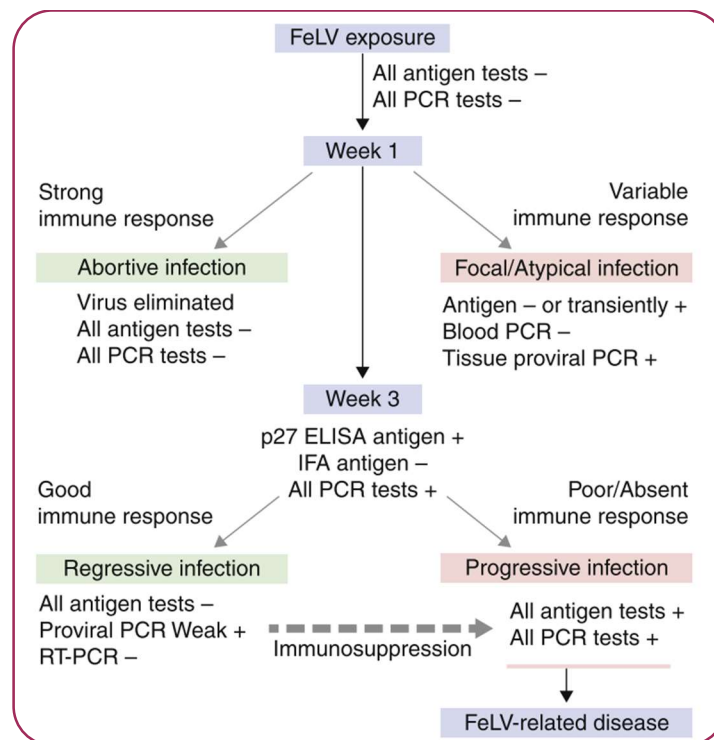 FeLV exposure
All antigen tests –
All PCR tests –
Week 1
Strong
immune response
Variable
immune response
Abortive infection
Virus eliminated
All antigen tests –
All PCR tests –
Focal/Atypical infection
Antigen – or transiently +
Blood PCR –
Tissue proviral PCR +
Week 3
p27 ELISA antigen +
IFA antigen –
All PCR tests +
Good
immune response
Poor/Absent
immune response
Regressive infection
All antigen tests –
Proviral PCR Weak +
RT-PCR –
Immunosuppression
Progressive infection
All antigen tests +
All PCR tests +
FeLV-related disease